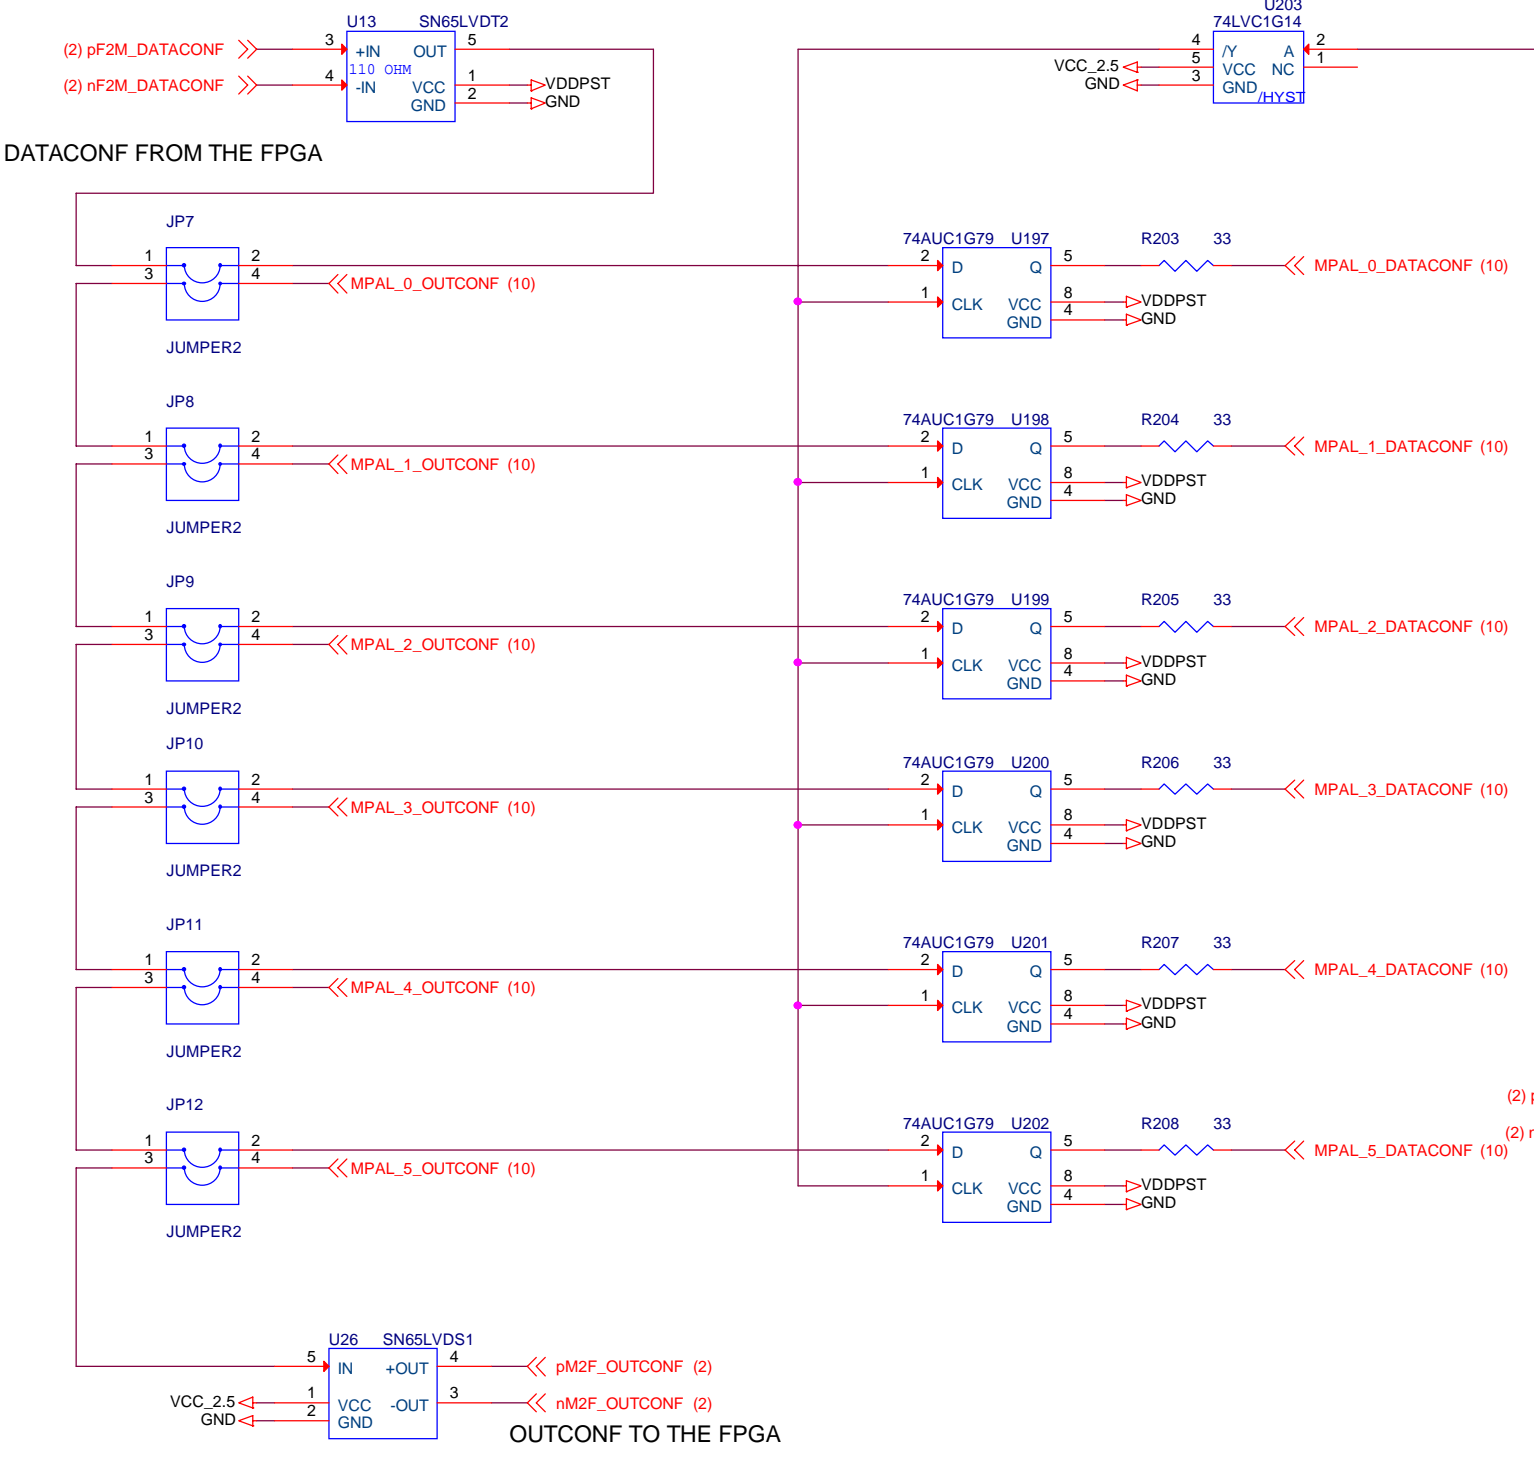 U13 SN65LVDT2
(2) pF2M_DATACONF 3 +IN OUT 5
110 OHM
(2) nF2M_DATACONF 4 -IN VCC 1 VDDPST
GND 2 GND
DATACONF FROM THE FPGA
U203
74LVC1G14
4 /Y A 2
VCC_2.5 5 VCC NC 1
GND 3 GND
/HYST
JP7
1 2
3 4 MPAL_0_OUTCONF (10)
JUMPER2
74AUC1G79 U197 R203 33
2 D Q 5 MPAL_0_DATACONF (10)
1 CLK VCC 8 VDDPST
GND 4 GND
JP8
1 2
3 4 MPAL_1_OUTCONF (10)
JUMPER2
74AUC1G79 U198 R204 33
2 D Q 5 MPAL_1_DATACONF (10)
1 CLK VCC 8 VDDPST
GND 4 GND
JP9
1 2
3 4 MPAL_2_OUTCONF (10)
JUMPER2
74AUC1G79 U199 R205 33
2 D Q 5 MPAL_2_DATACONF (10)
1 CLK VCC 8 VDDPST
GND 4 GND
JP10
1 2
3 4 MPAL_3_OUTCONF (10)
JUMPER2
74AUC1G79 U200 R206 33
2 D Q 5 MPAL_3_DATACONF (10)
1 CLK VCC 8 VDDPST
GND 4 GND
JP11
1 2
3 4 MPAL_4_OUTCONF (10)
JUMPER2
74AUC1G79 U201 R207 33
2 D Q 5 MPAL_4_DATACONF (10)
1 CLK VCC 8 VDDPST
GND 4 GND
JP12
1 2
3 4 MPAL_5_OUTCONF (10)
JUMPER2
74AUC1G79 U202 R208 33
2 D Q 5 MPAL_5_DATACONF (10)
1 CLK VCC 8 VDDPST
GND 4 GND
(2)
(2)
U26 SN65LVDS1
5 IN +OUT 4 pM2F_OUTCONF (2)
VCC_2.5 1 VCC -OUT 3 nM2F_OUTCONF (2)
GND 2 GND
OUTCONF TO THE FPGA